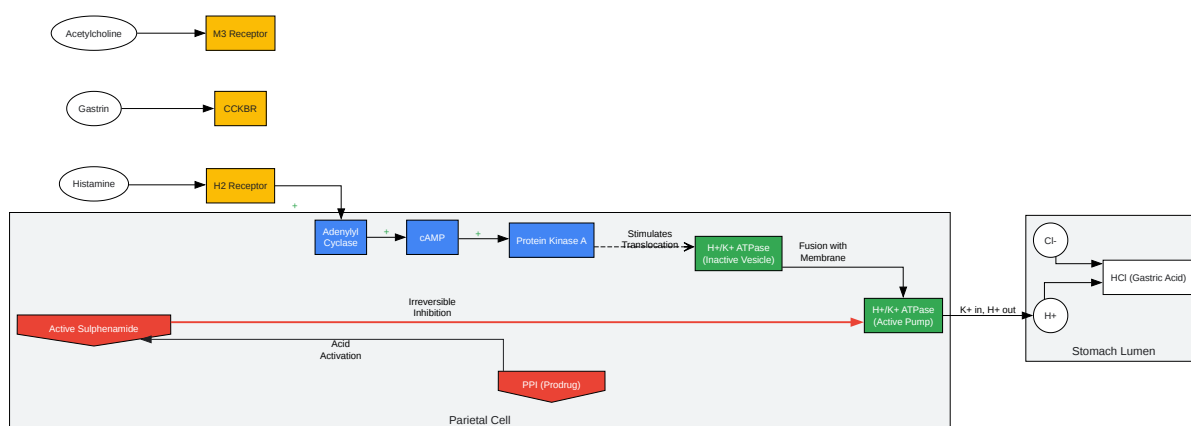 Acetylcholine
M3 Receptor
Gastrin
CCKBR
Histamine
H2 Receptor
+
Adenylyl
Cyclase
+
cAMP
+
Protein Kinase A
Stimulates
Translocation
H+/K+ ATPase
(Inactive Vesicle)
Fusion with
Membrane
Cl-
HCl (Gastric Acid)
Irreversible
Inhibition
Active Sulphenamide
H+/K+ ATPase
(Active Pump)
K+ in, H+ out
H+
Acid
Activation
Stomach Lumen
PPI (Prodrug)
Parietal Cell